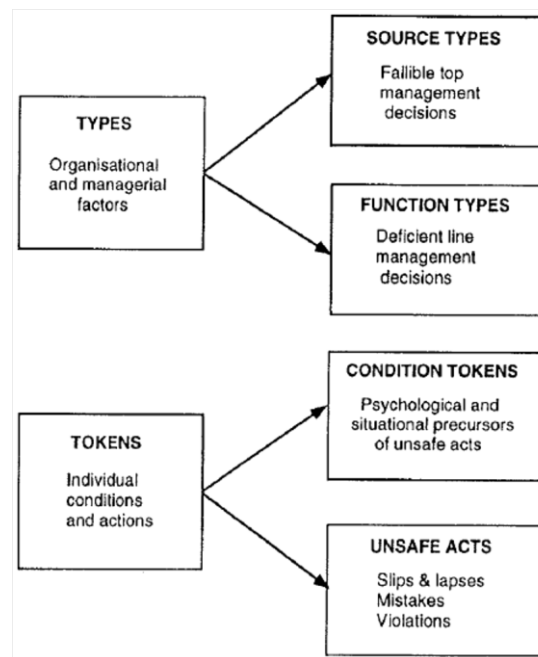 SOURCE TYPES
Fallible top
management
decisions
TYPES
Organisational
and managerial
factors
FUNCTION TYPES
Deficient line
management
decisions
CONDITION TOKENS
Psychological and
situational precursors
of unsafe acts
TOKENS
Individual
conditions
and actions
UNSAFE ACTS
Slips & lapses
Mistakes
Violations